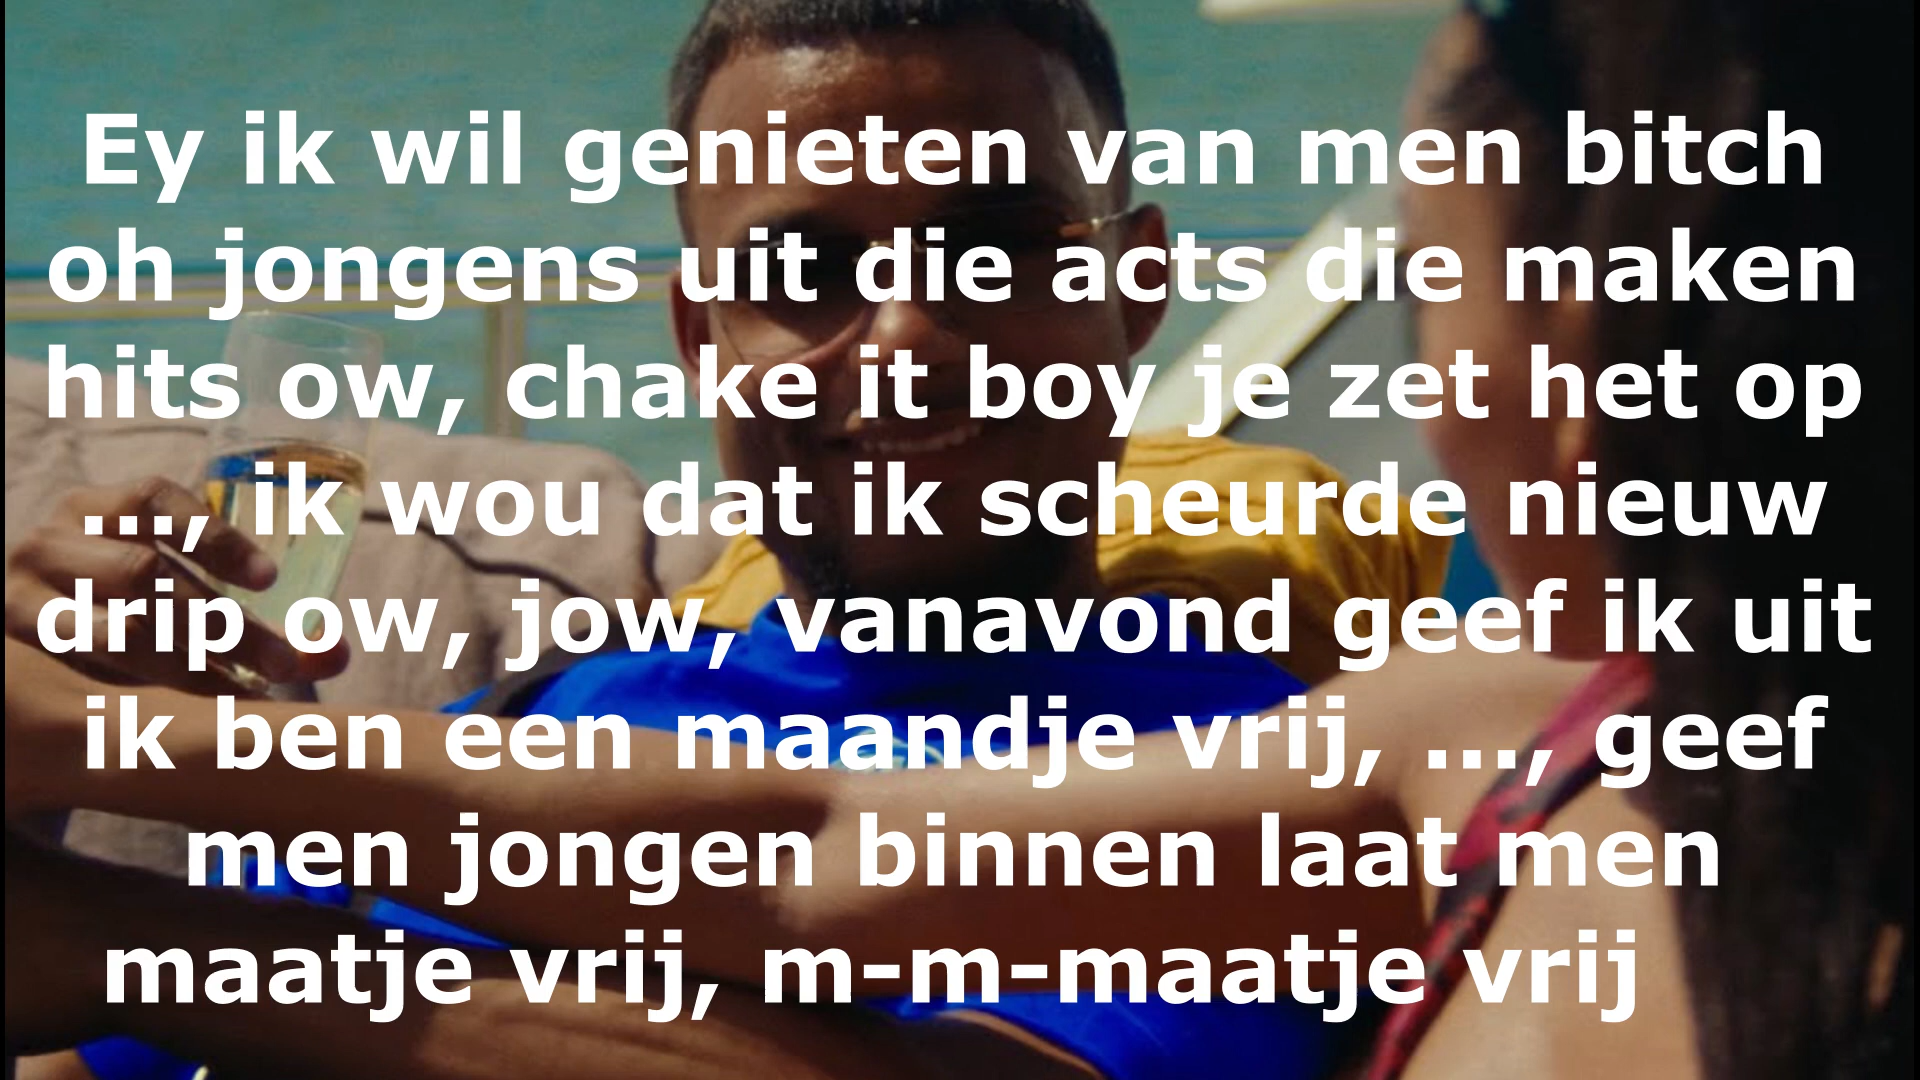 Ey ik wil genieten van men bitch
oh jongens uit die acts die maken
hits ow, chake it boy je zet het op
..., ik wou dat ik scheurde nieuw
drip ow, jow, vanavond geef ik uit
ik ben een maandje vrij, ..., geef
men jongen binnen laat men
maatje vrij, m-m-maatje vrij